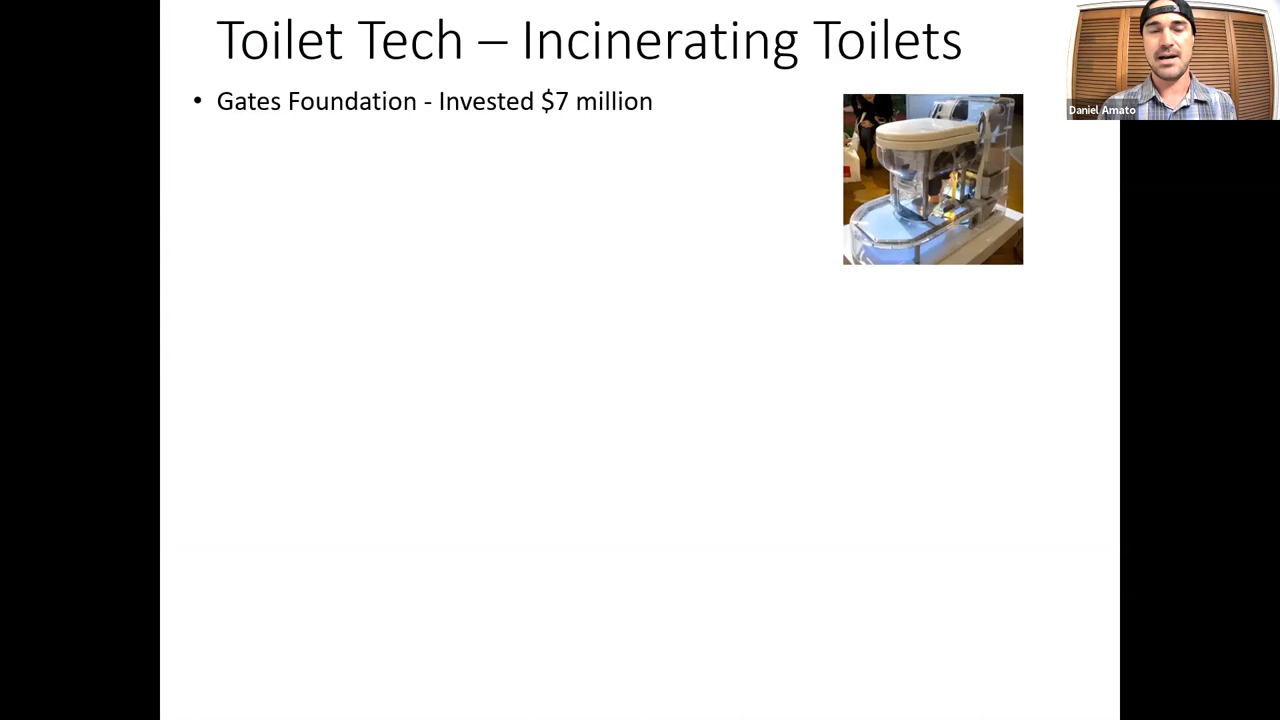 Toilet Tech – Incinerating Toilets
• Gates Foundation - Invested $7 million
Daniel Amato